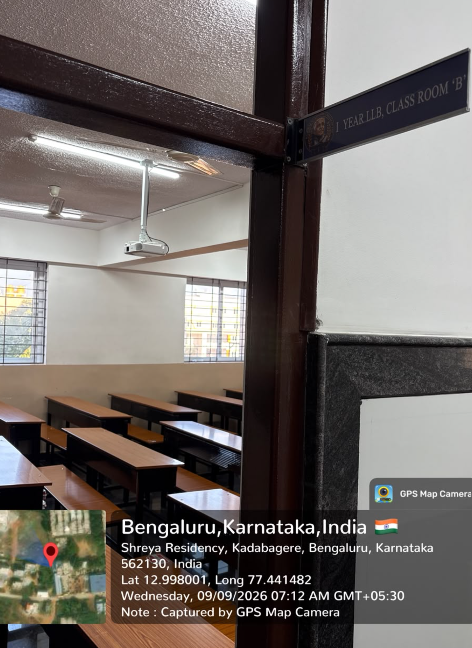 I YEAR.LLB, CLASS ROOM 'B'
GPS Map Camera
Bengaluru,Karnataka,India
Shreya Residency, Kadabagere, Bengaluru, Karnataka
562130, India
Lat 12.998001, Long 77.441482
Wednesday, 09/09/2026 07:12 AM GMT+05:30
Note : Captured by GPS Map Camera